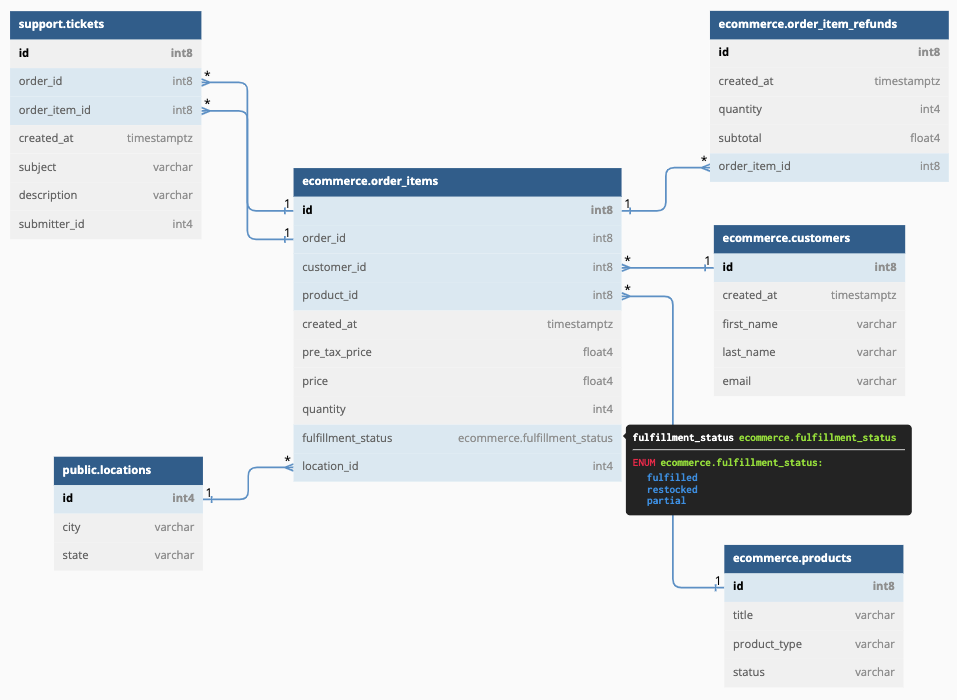 support.tickets
id int8
order_id int8 *
order_item_id int8 *
created_at timestamptz
subject varchar
description varchar
submitter_id int4
ecommerce.order_item_refunds
id int8
created_at timestamptz
quantity int4
subtotal float4
* order_item_id int8
ecommerce.order_items
1 id int8 1
1 order_id int8
customer_id int8 *
product_id int8 *
created_at timestamptz
pre_tax_price float4
price float4
quantity int4
fulfillment_status ecommerce.fulfillment_status
* location_id int4
ecommerce.customers
1 id int8
created_at timestamptz
first_name varchar
last_name varchar
email varchar
fulfillment_status ecommerce.fulfillment_status
ENUM ecommerce.fulfillment_status:
fulfilled
restocked
partial
public.locations
id int4 1
city varchar
state varchar
ecommerce.products
1 id int8
title varchar
product_type varchar
status varchar